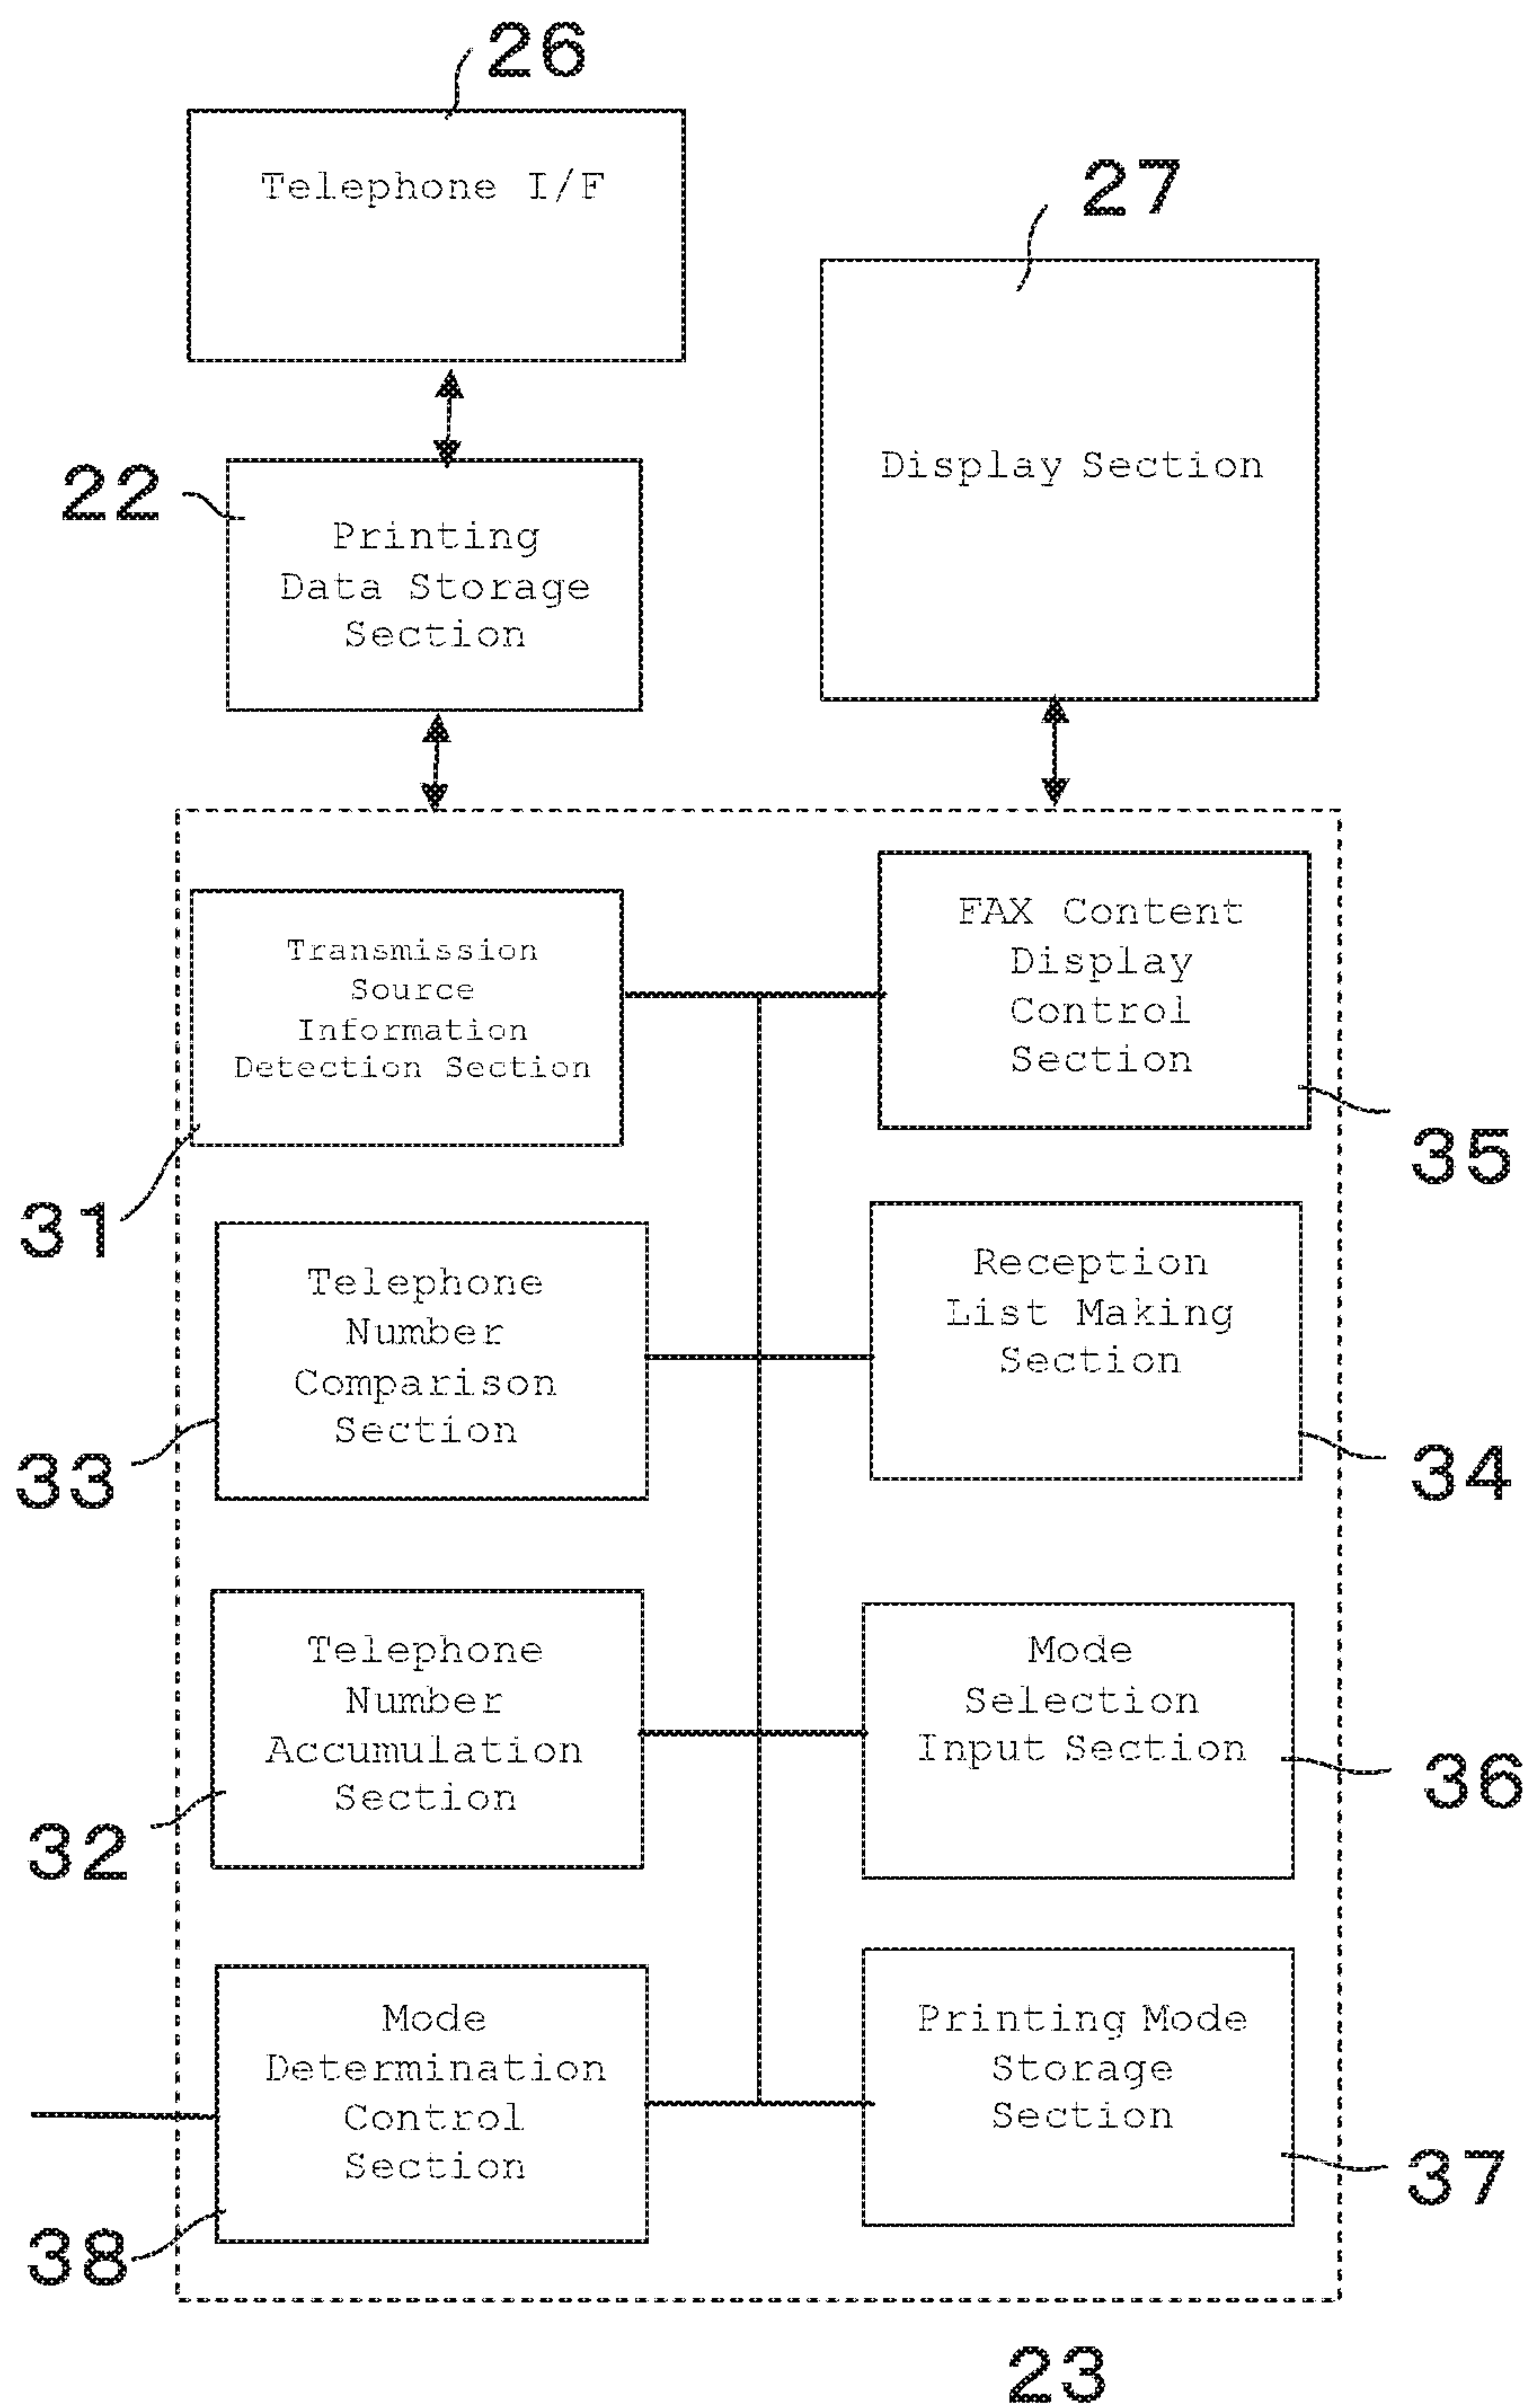 26
Telephone I/F
27
Display Section
22
Printing
Data Storage
Section
Transmission
Source
Information
Detection Section
31
FAX Content
Display
Control
Section
35
Telephone
Number
Comparison
Section
33
Reception
List Making
Section
34
Telephone
Number
Accumulation
Section
32
Mode
Selection
Input Section
36
Mode
Determination
Control
Section
38
Printing Mode
Storage
Section
37
23